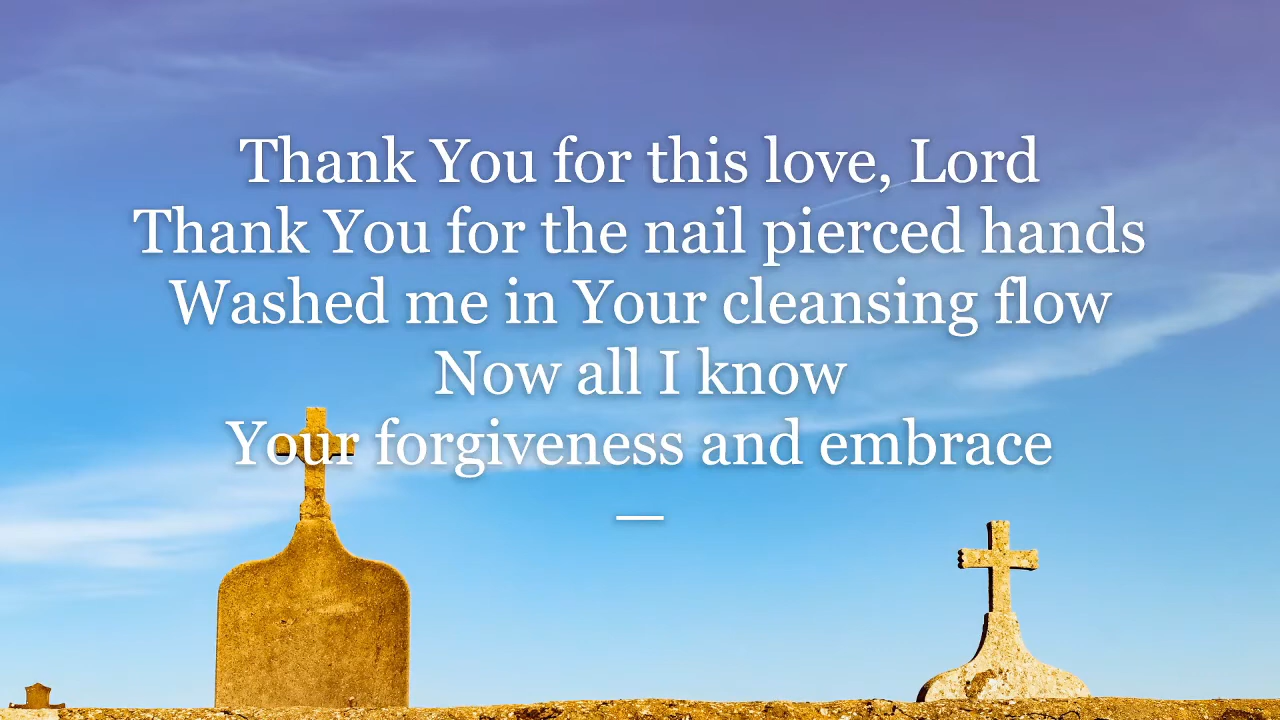 Thank You for this love, Lord
Thank You for the nail pierced hands
Washed me in Your cleansing flow
Now all I know
Your forgiveness and embrace
—